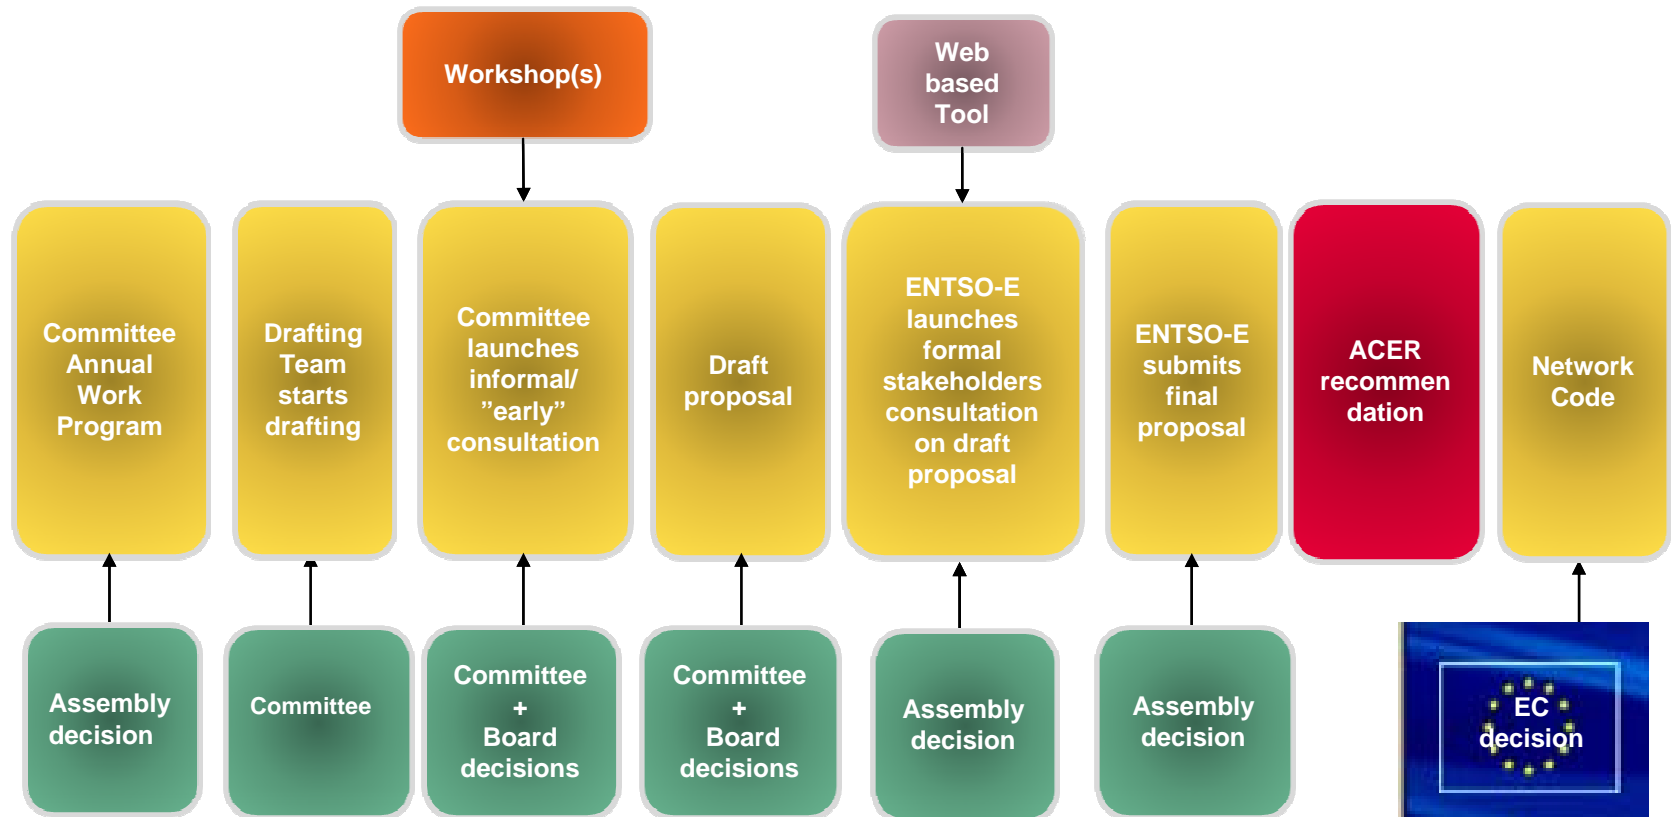 Workshop(s)
Web
based
Tool
Committee
Annual
Work
Program
Drafting
Team
starts
drafting
Committee
launches
informal/
”early”
consultation
Draft
proposal
ENTSO-E
launches
formal
stakeholders
consultation
on draft
proposal
ENTSO-E
submits
final
proposal
ACER
recommen
dation
Network
Code
Assembly
decision
Committee
Committee
+
Board
decisions
Committee
+
Board
decisions
Assembly
decision
Assembly
decision
EC
decision